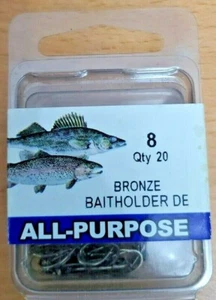 8
Qty 20
BRONZE
BAITHOLDER DE
ALL-PURPOSE